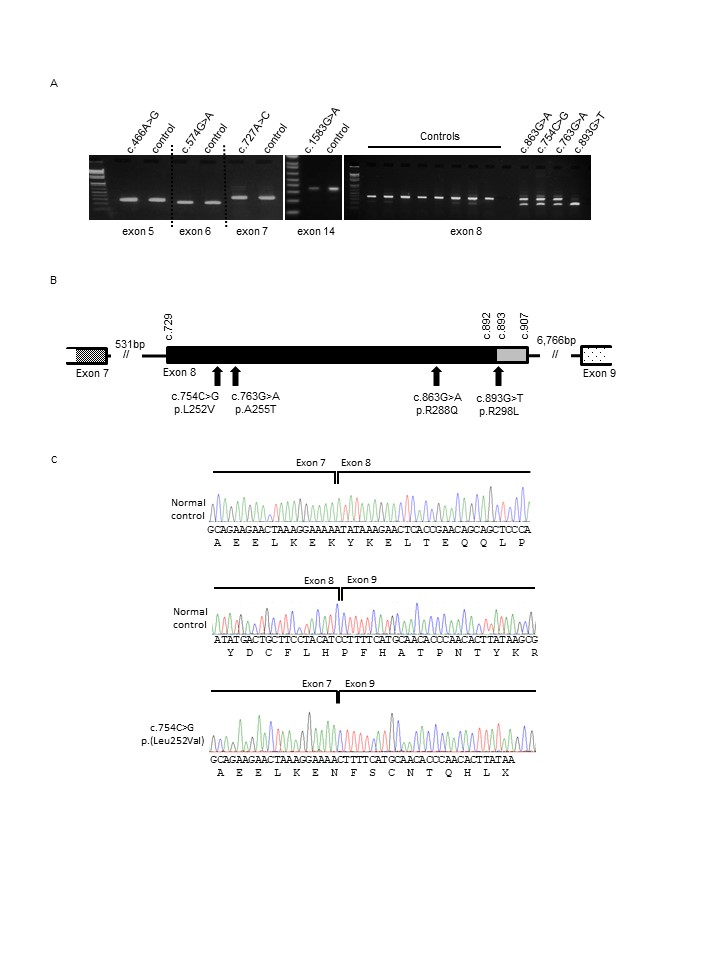 A
c.466A>G control c.574G>A control c.727A>C control c.1583G>A control Controls c.863G>A c.754C>G c.763G>A c.893G>T
exon 5 exon 6 exon 7 exon 14 exon 8
B
c.729 c.892 c.893 c.907
531bp 6,766bp
// //
Exon 7 Exon 8 Exon 9
c.754C>G c.763G>A c.863G>A c.893G>T
p.L252V p.A255T p.R288Q p.R298L
C
Exon 7 Exon 8
Normal
control
GCAGAAGAACTAAAGGAAAAATATAAAGAACTCACCGAACAGCAGCTCCCA
A E E L K E K Y K E L T E Q Q L P
Exon 8 Exon 9
Normal
control
ATATGACTGCTTCCTACATCCTTTTCATGCAACACCCAACACTTATAAGCG
Y D C F L H P F H A T P N T Y K R
Exon 7 Exon 9
c.754C>G
p.(Leu252Val)
GCAGAAGAACTAAAGGAAAACTTTTCATGCAACACCCAACACTTATAA
A E E L K E N F S C N T Q H L X